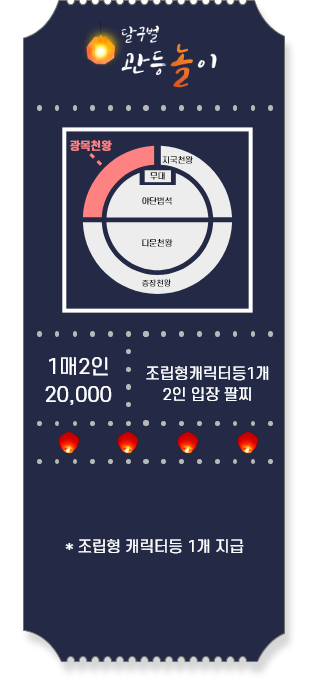 달구벌
관등놀이
광목천왕
지국천왕
무대
야단법석
다문천왕
증장천왕
1매2인
20,000
조립형캐릭터등1개
2인 입장 팔찌
* 조립형 캐릭터등 1개 지급